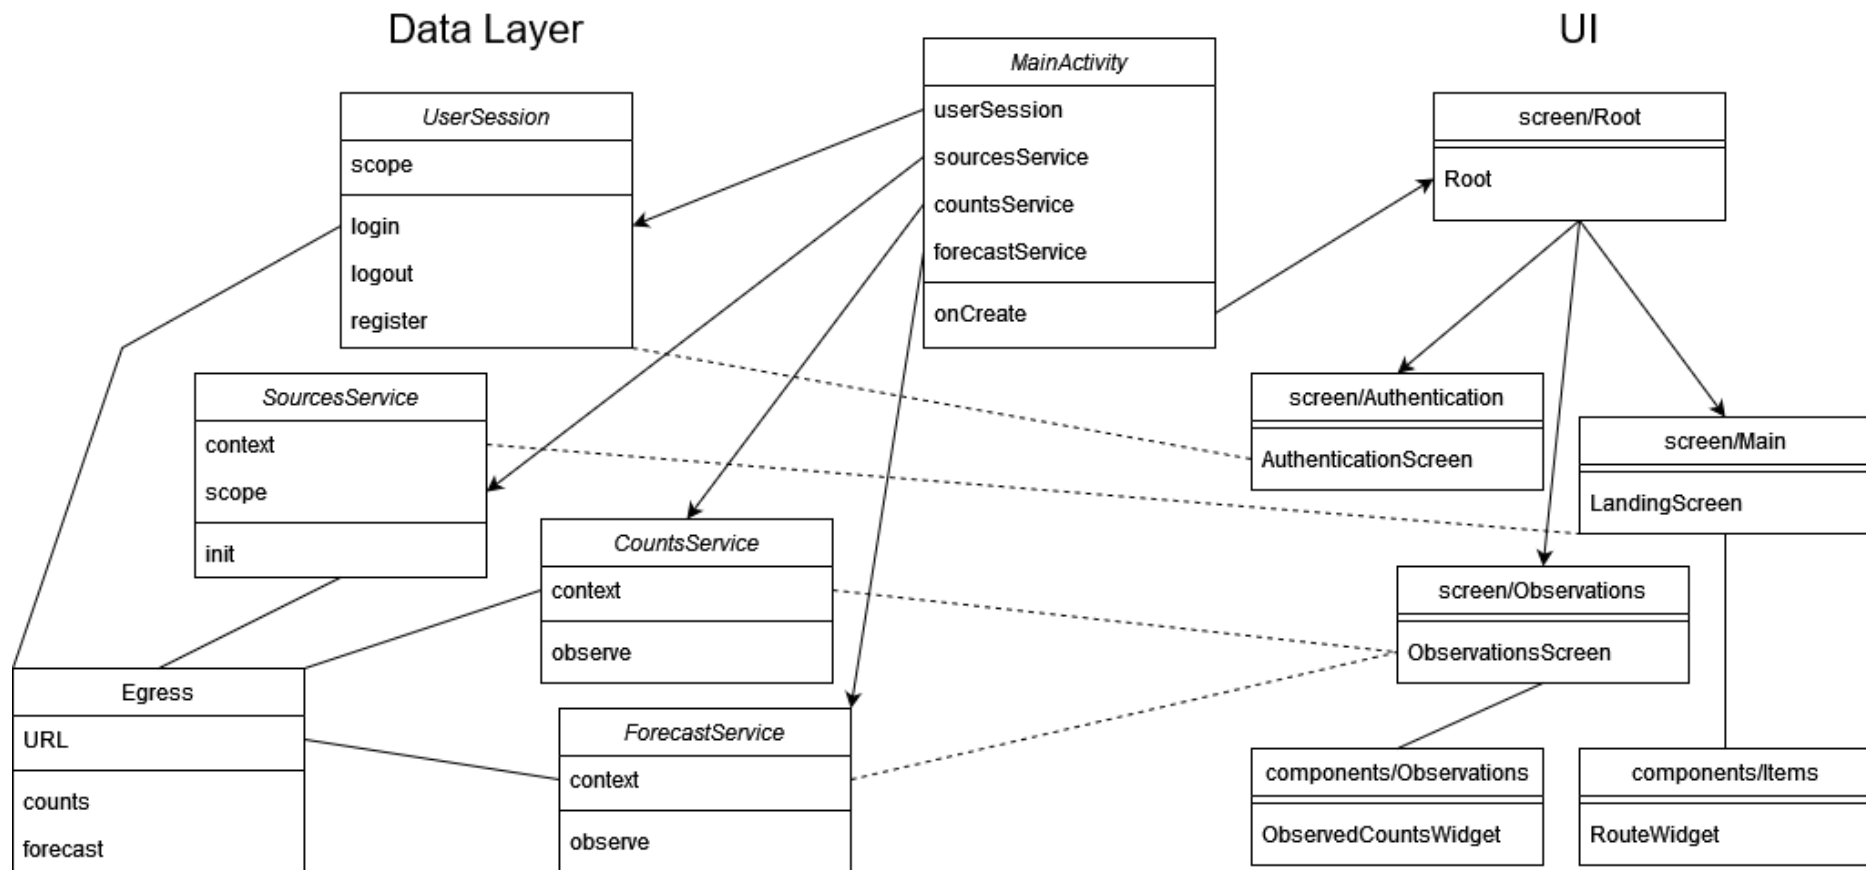 Data Layer
UI
MainActivity
userSession
sourcesService
countsService
forecastService
onCreate
UserSession
scope
login
logout
register
screen/Root
Root
SourcesService
context
scope
init
screen/Authentication
AuthenticationScreen
screen/Main
LandingScreen
CountsService
context
observe
screen/Observations
ObservationsScreen
Egress
URL
counts
forecast
ForecastService
context
observe
components/Observations
ObservedCountsWidget
components/Items
RouteWidget